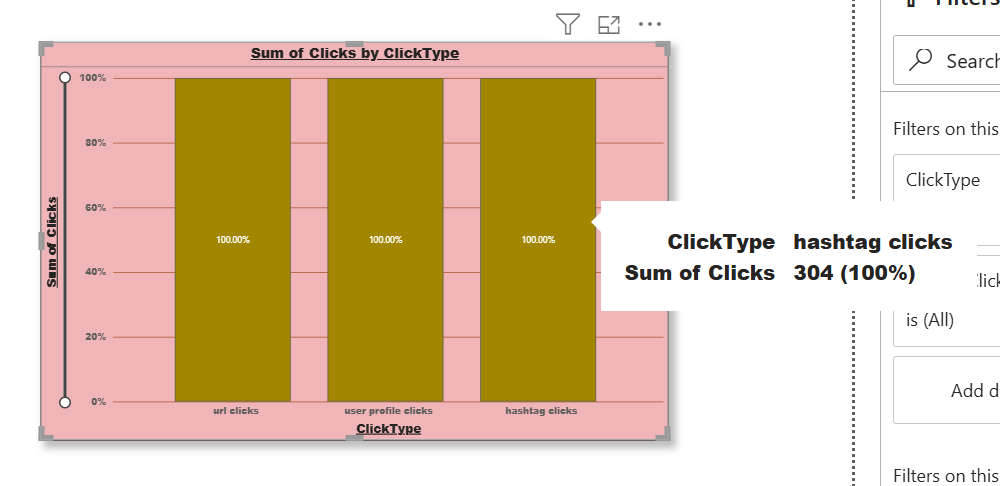 Filters
Sum of Clicks by ClickType
Search
100%
80%
60%
40%
20%
0%
Sum of Clicks
100.00%
100.00%
100.00%
url clicks
user profile clicks
hashtag clicks
ClickType
ClickType hashtag clicks
Sum of Clicks 304 (100%)
Filters on this
ClickType
is (All)
Add d
Filters on this